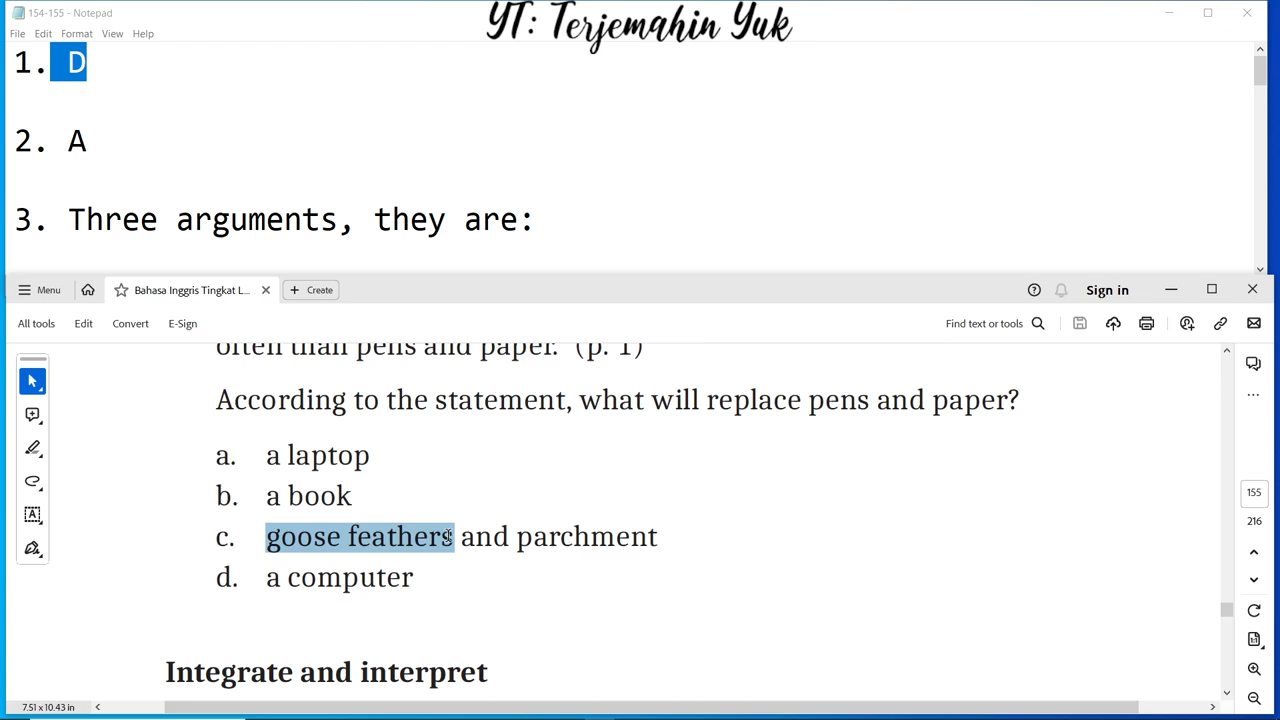 154-155 - Notepad
YT: Terjemahin Yuk
File Edit Format View Help
1. D
2. A
3. Three arguments, they are:
Menu
Bahasa Inggris Tingkat L...
Create
Sign in
All tools Edit Convert E-Sign
Find text or tools
often than pens and paper." (p. 1)
According to the statement, what will replace pens and paper?
a. a laptop
b. a book
c. goose feathers and parchment
d. a computer
155
216
Integrate and interpret
7.51 x 10.43 in